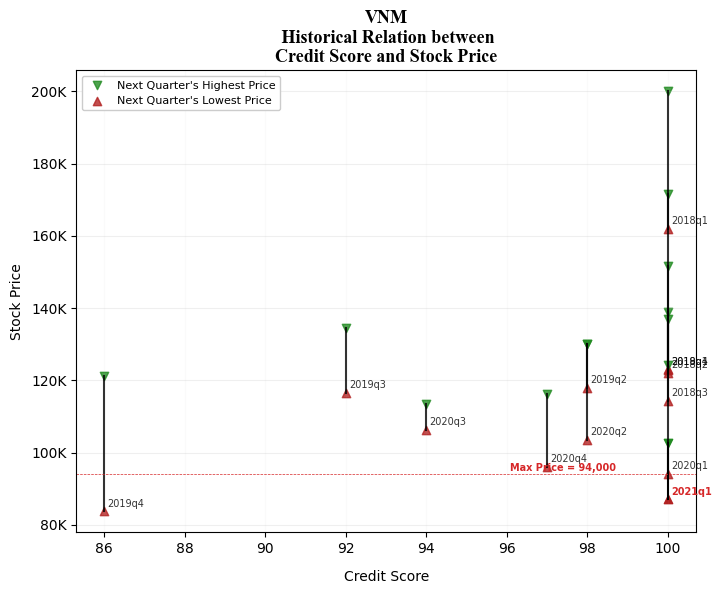 VNM
Historical Relation between
Credit Score and Stock Price
Next Quarter's Highest Price
Next Quarter's Lowest Price
200K
180K
160K
140K
120K
100K
80K
Stock Price
2018q1
2018q2
2019q2
2019q3
2018q3
2020q3
2020q2
2020q4
2020q1
Max Price = 94,000
2021q1
2019q4
86
88
90
92
94
96
98
100
Credit Score